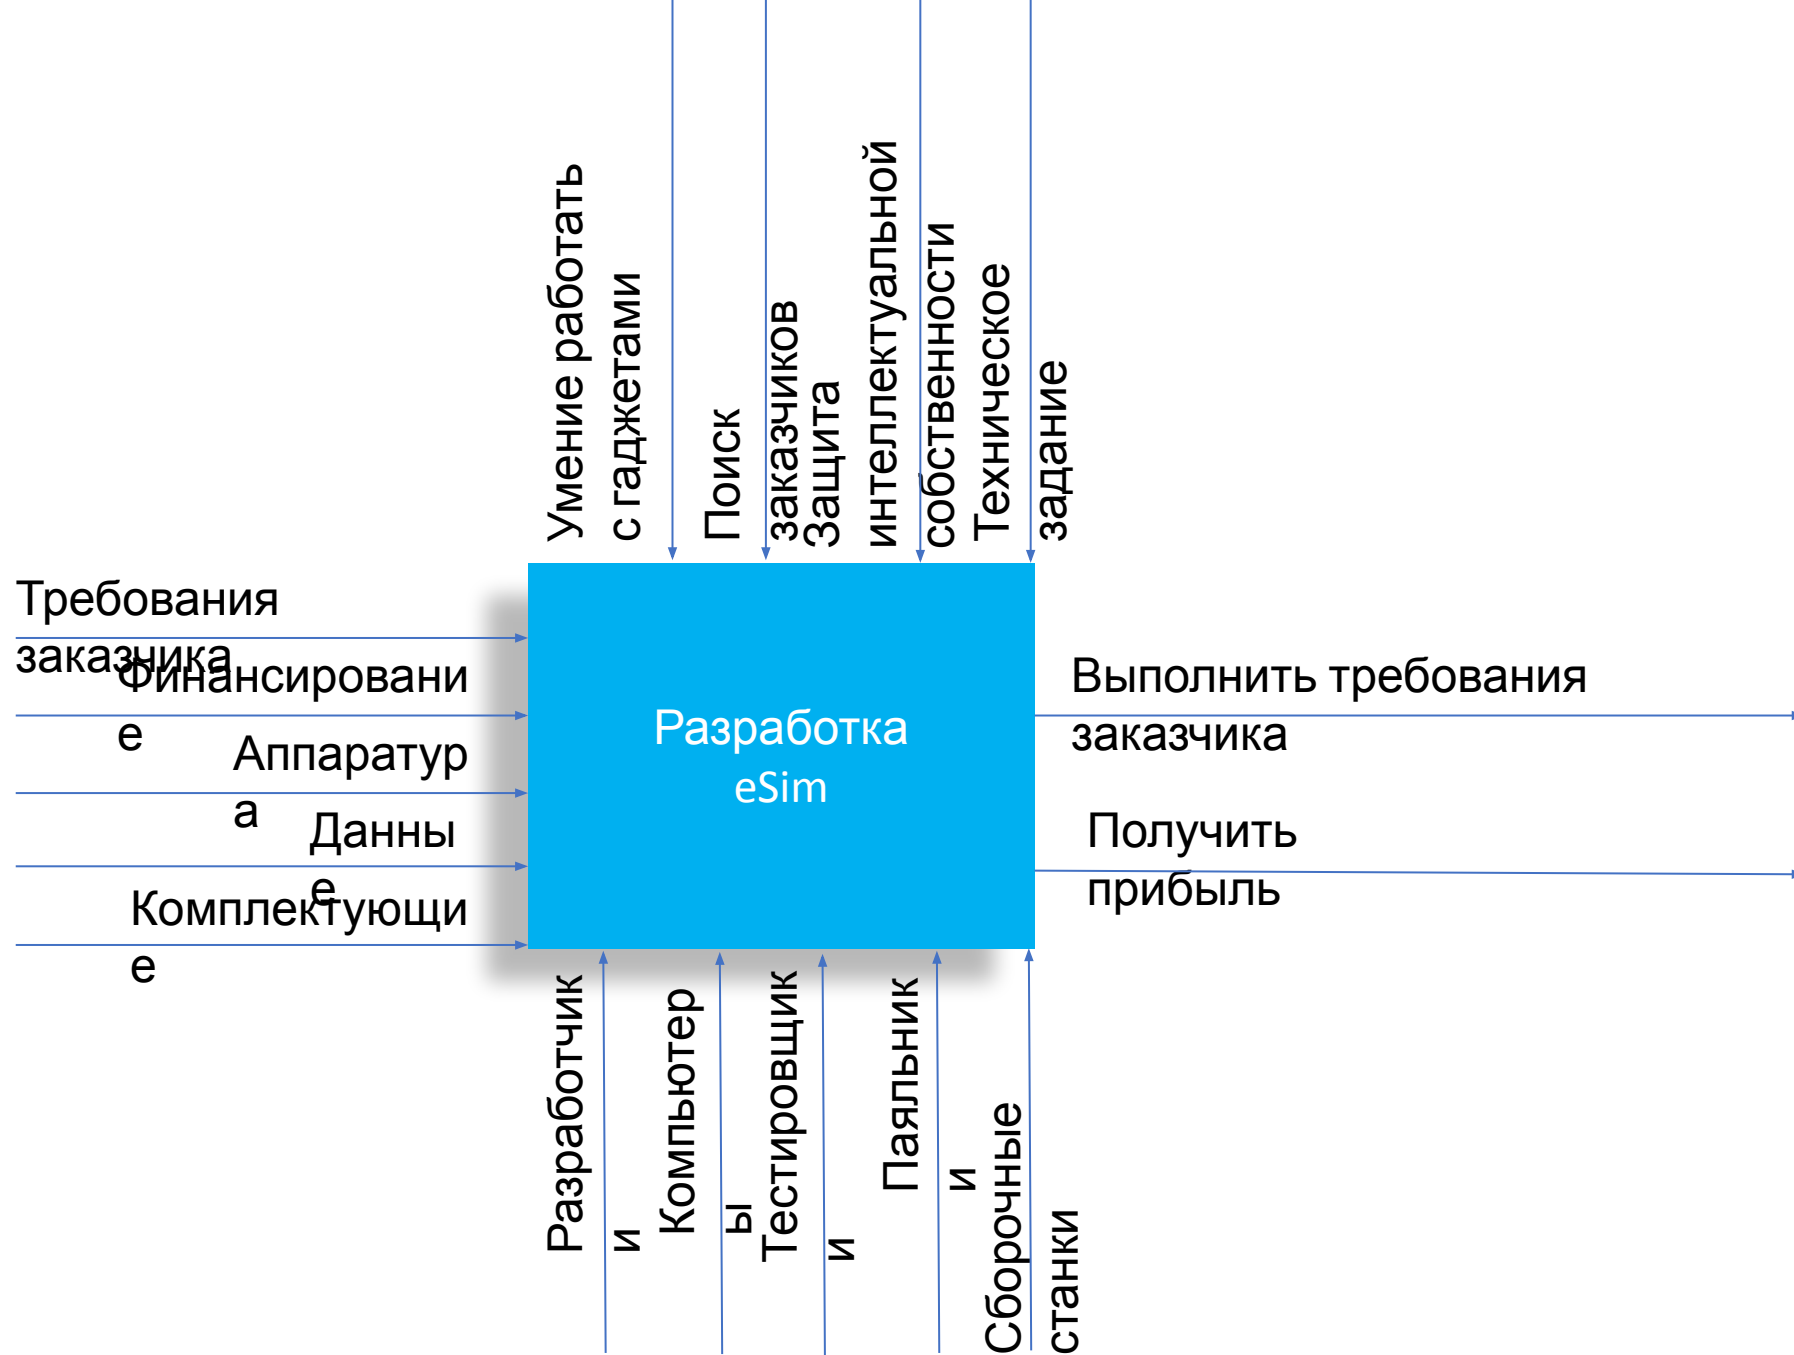 Умение работать
с гаджетами
Поиск
заказчиков
Защита
интеллектуальной
собственности
Техническое
задание
Требования
заказчика
Финансировани
е
Аппаратур
а
Данны
е
Комплектующи
е
Разработка
eSim
Выполнить требования
заказчика
Получить
прибыль
Разработчик
и
Компьютер
ы
Тестировщик
и
Паяльник
и
Сборочные
станки